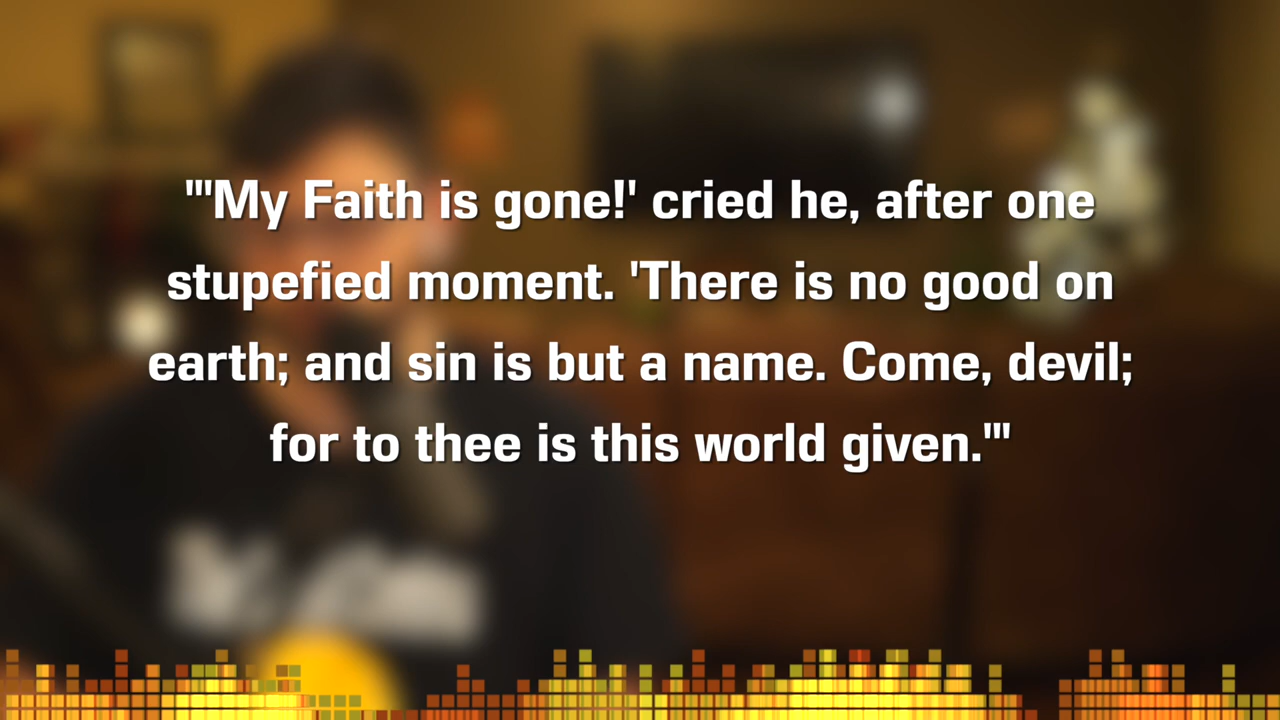 "'My Faith is gone!' cried he, after one
stupefied moment. 'There is no good on
earth; and sin is but a name. Come, devil;
for to thee is this world given.'"